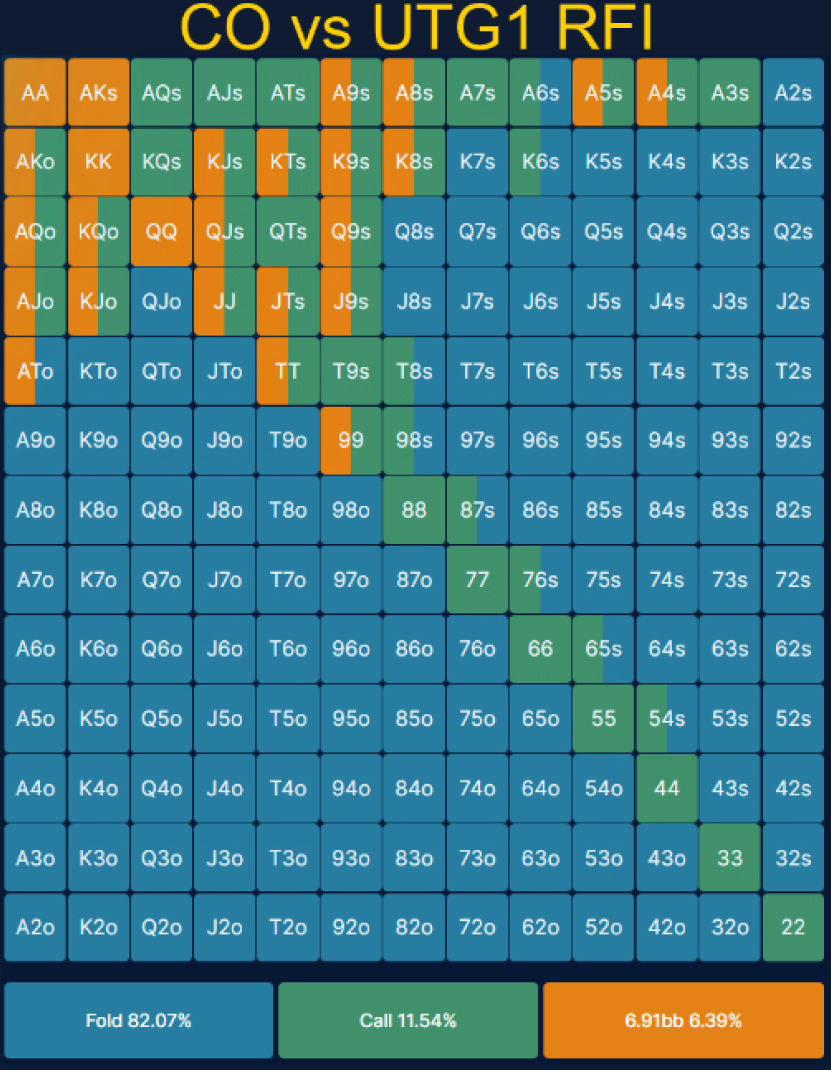 CO vs UTG1 RFI
AA AKs AQs AJs ATs A9s A8s A7s A6s A5s A4s A3s A2s
AKo KK KQs KJs KTs K9s K8s K7s K6s K5s K4s K3s K2s
AQo KQo QQ QJs QTs Q9s Q8s Q7s Q6s Q5s Q4s Q3s Q2s
AJo KJo QJo JJ JTs J9s J8s J7s J6s J5s J4s J3s J2s
ATo KTo QTo JTo TT T9s T8s T7s T6s T5s T4s T3s T2s
A9o K9o Q9o J9o T9o 99 98s 97s 96s 95s 94s 93s 92s
A8o K8o Q8o J8o T8o 98o 88 87s 86s 85s 84s 83s 82s
A7o K7o Q7o J7o T7o 97o 87o 77 76s 75s 74s 73s 72s
A6o K6o Q6o J6o T6o 96o 86o 76o 66 65s 64s 63s 62s
A5o K5o Q5o J5o T5o 95o 85o 75o 65o 55 54s 53s 52s
A4o K4o Q4o J4o T4o 94o 84o 74o 64o 54o 44 43s 42s
A3o K3o Q3o J3o T3o 93o 83o 73o 63o 53o 43o 33 32s
A2o K2o Q2o J2o T2o 92o 82o 72o 62o 52o 42o 32o 22
Fold 82.07% Call 11.54% 6.91bb 6.39%